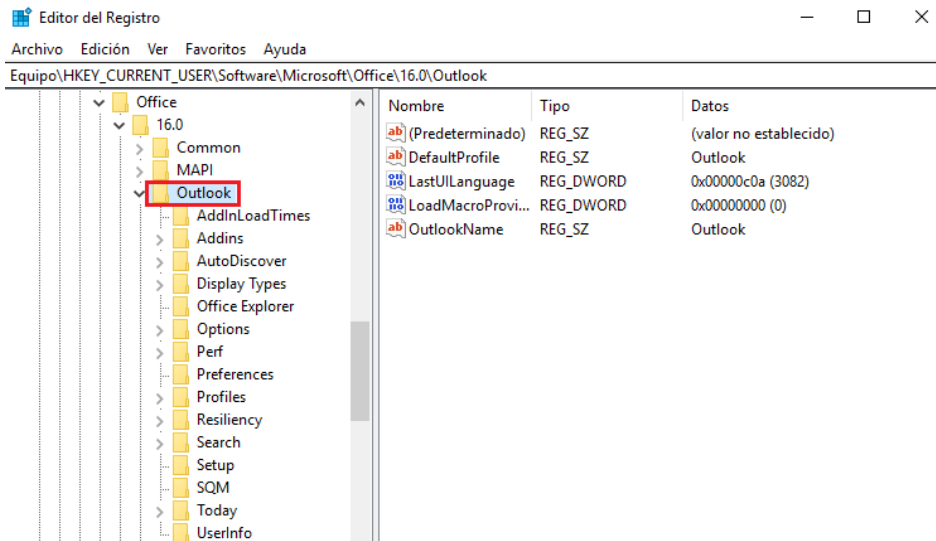 Editor del Registro
Archivo Edición Ver Favoritos Ayuda
Equipo\HKEY_CURRENT_USER\Software\Microsoft\Office\16.0\Outlook
Office
16.0
Common
MAPI
Outlook
AddInLoadTimes
Addins
AutoDiscover
Display Types
Office Explorer
Options
Perf
Preferences
Profiles
Resiliency
Search
Setup
SQM
Today
UserInfo
Nombre Tipo Datos
ab (Predeterminado) REG_SZ (valor no establecido)
ab DefaultProfile REG_SZ Outlook
LastUILanguage REG_DWORD 0x00000c0a (3082)
LoadMacroProvi... REG_DWORD 0x00000000 (0)
ab OutlookName REG_SZ Outlook